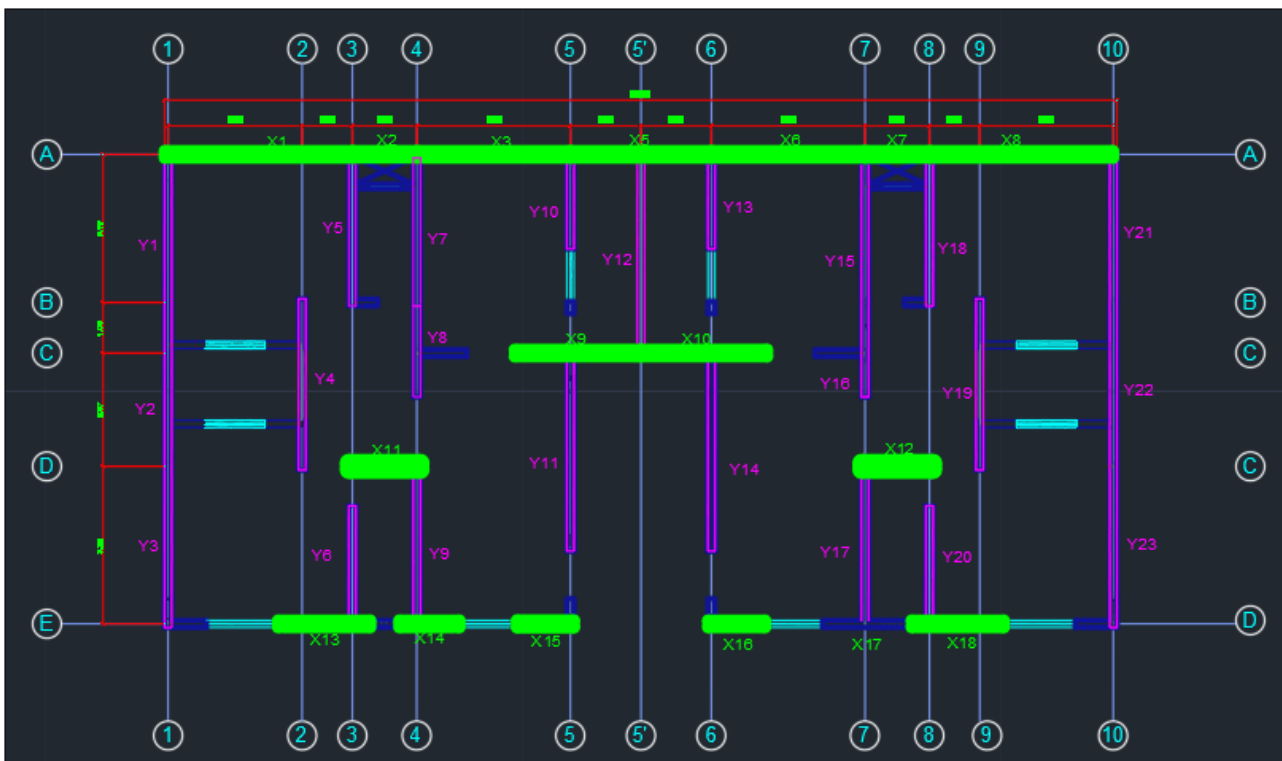 1 2 3 4 5 5' 6 7 8 9 10
X1 X2 X3 X5 X6 X7 X8
A A
Y10 Y13
Y5 Y7 Y18 Y21
Y1 Y12 Y15
B B
Y8 X9 X10
C C
Y4 Y16 Y19 Y22
Y2
X11 X12
D Y11 Y14 C
Y3 Y6 Y9 Y17 Y20 Y23
E D
X13 X14 X15 X16 X17 X18
1 2 3 4 5 5' 6 7 8 9 10